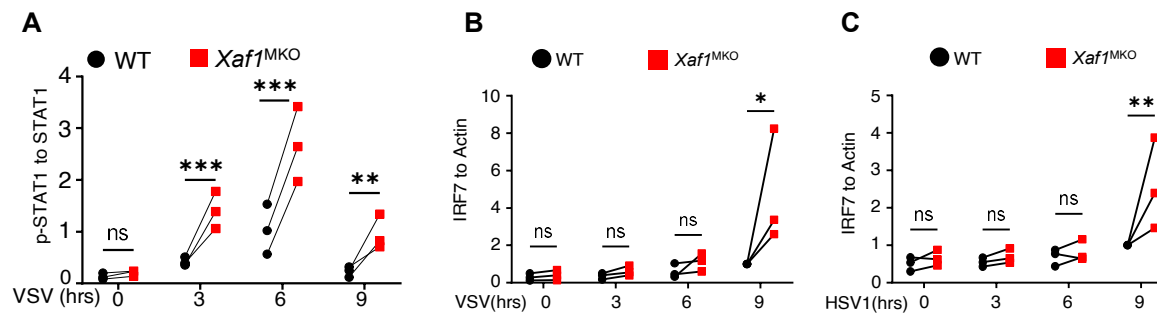 A
WT Xaf1MKO
p-STAT1 to STAT1
4
3
2
1
0
ns
***
***
**
VSV (hrs) 0 3 6 9
B
WT Xaf1MKO
IRF7 to Actin
10
8
6
4
2
0
ns
ns
ns
*
VSV(hrs) 0 3 6 9
C
WT Xaf1MKO
IRF7 to Actin
5
4
3
2
1
0
ns
ns
ns
**
HSV1(hrs) 0 3 6 9